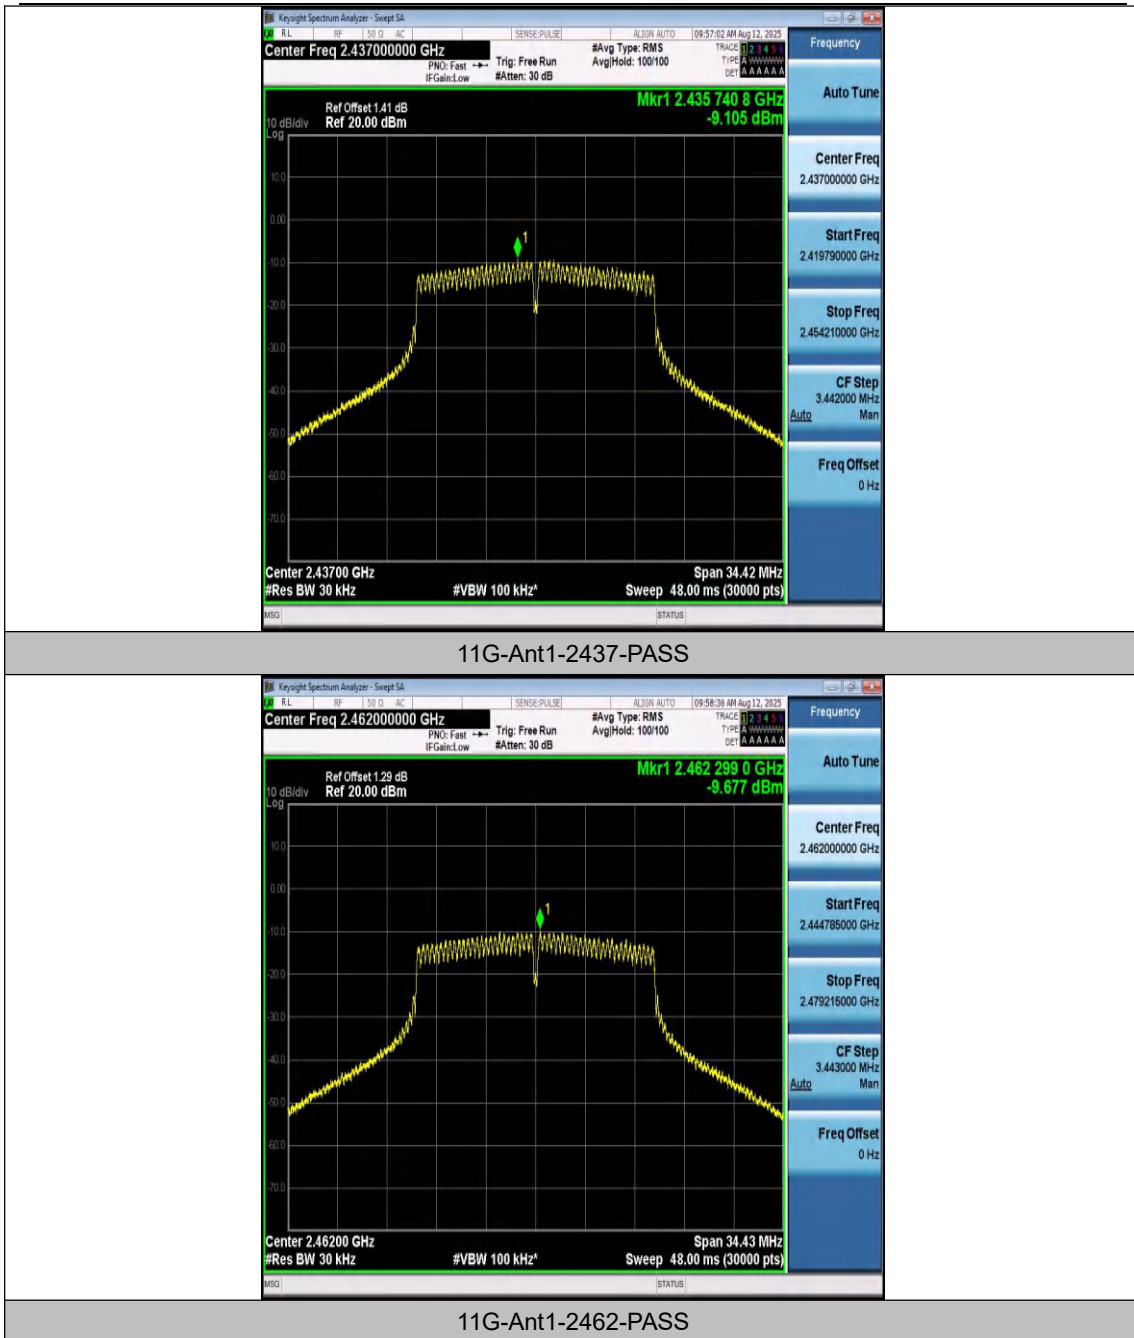 Keysight Spectrum Analyzer - Swept SA
RL RF 50 Ω AC SENSE:PULSE ALIGN AUTO 09:57:02 AM Aug 12, 2025
Center Freq 2.437000000 GHz
PNO: Fast
IFGain:Low
Trig: Free Run
#Atten: 30 dB
#Avg Type: RMS
Avg|Hold: 100/100
TRACE 1 2 3 4 5 6
TYPE A WWWWW
DET A A A A A A
Ref Offset 1.41 dB
Ref 20.00 dBm
10 dB/div
Log
Mkr1 2.435 740 8 GHz
-9.105 dBm
1
10.0
0.00
-10.0
-20.0
-30.0
-40.0
-50.0
-60.0
-70.0
Center 2.43700 GHz
Span 34.42 MHz
#Res BW 30 kHz
#VBW 100 kHz*
Sweep 48.00 ms (30000 pts)
MSG
STATUS
Frequency
Auto Tune
Center Freq
2.437000000 GHz
Start Freq
2.419790000 GHz
Stop Freq
2.454210000 GHz
CF Step
3.442000 MHz
Auto Man
Freq Offset
0 Hz
11G-Ant1-2437-PASS
Keysight Spectrum Analyzer - Swept SA
RL RF 50 Ω AC SENSE:PULSE ALIGN AUTO 09:58:36 AM Aug 12, 2025
Center Freq 2.462000000 GHz
PNO: Fast
IFGain:Low
Trig: Free Run
#Atten: 30 dB
#Avg Type: RMS
Avg|Hold: 100/100
TRACE 1 2 3 4 5 6
TYPE A WWWWW
DET A A A A A A
Ref Offset 1.29 dB
Ref 20.00 dBm
10 dB/div
Log
Mkr1 2.462 299 0 GHz
-9.677 dBm
1
10.0
0.00
-10.0
-20.0
-30.0
-40.0
-50.0
-60.0
-70.0
Center 2.46200 GHz
Span 34.43 MHz
#Res BW 30 kHz
#VBW 100 kHz*
Sweep 48.00 ms (30000 pts)
MSG
STATUS
Frequency
Auto Tune
Center Freq
2.462000000 GHz
Start Freq
2.444785000 GHz
Stop Freq
2.479215000 GHz
CF Step
3.443000 MHz
Auto Man
Freq Offset
0 Hz
11G-Ant1-2462-PASS